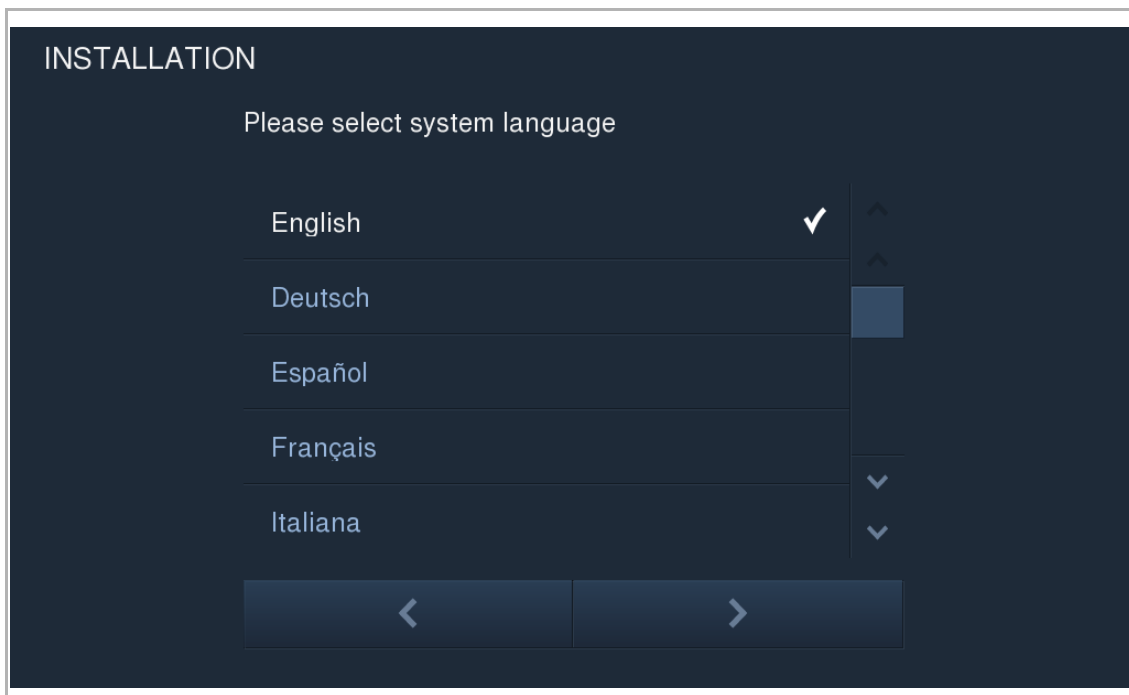 INSTALLATION
Please select system language
English
Deutsch
Español
Français
Italiana